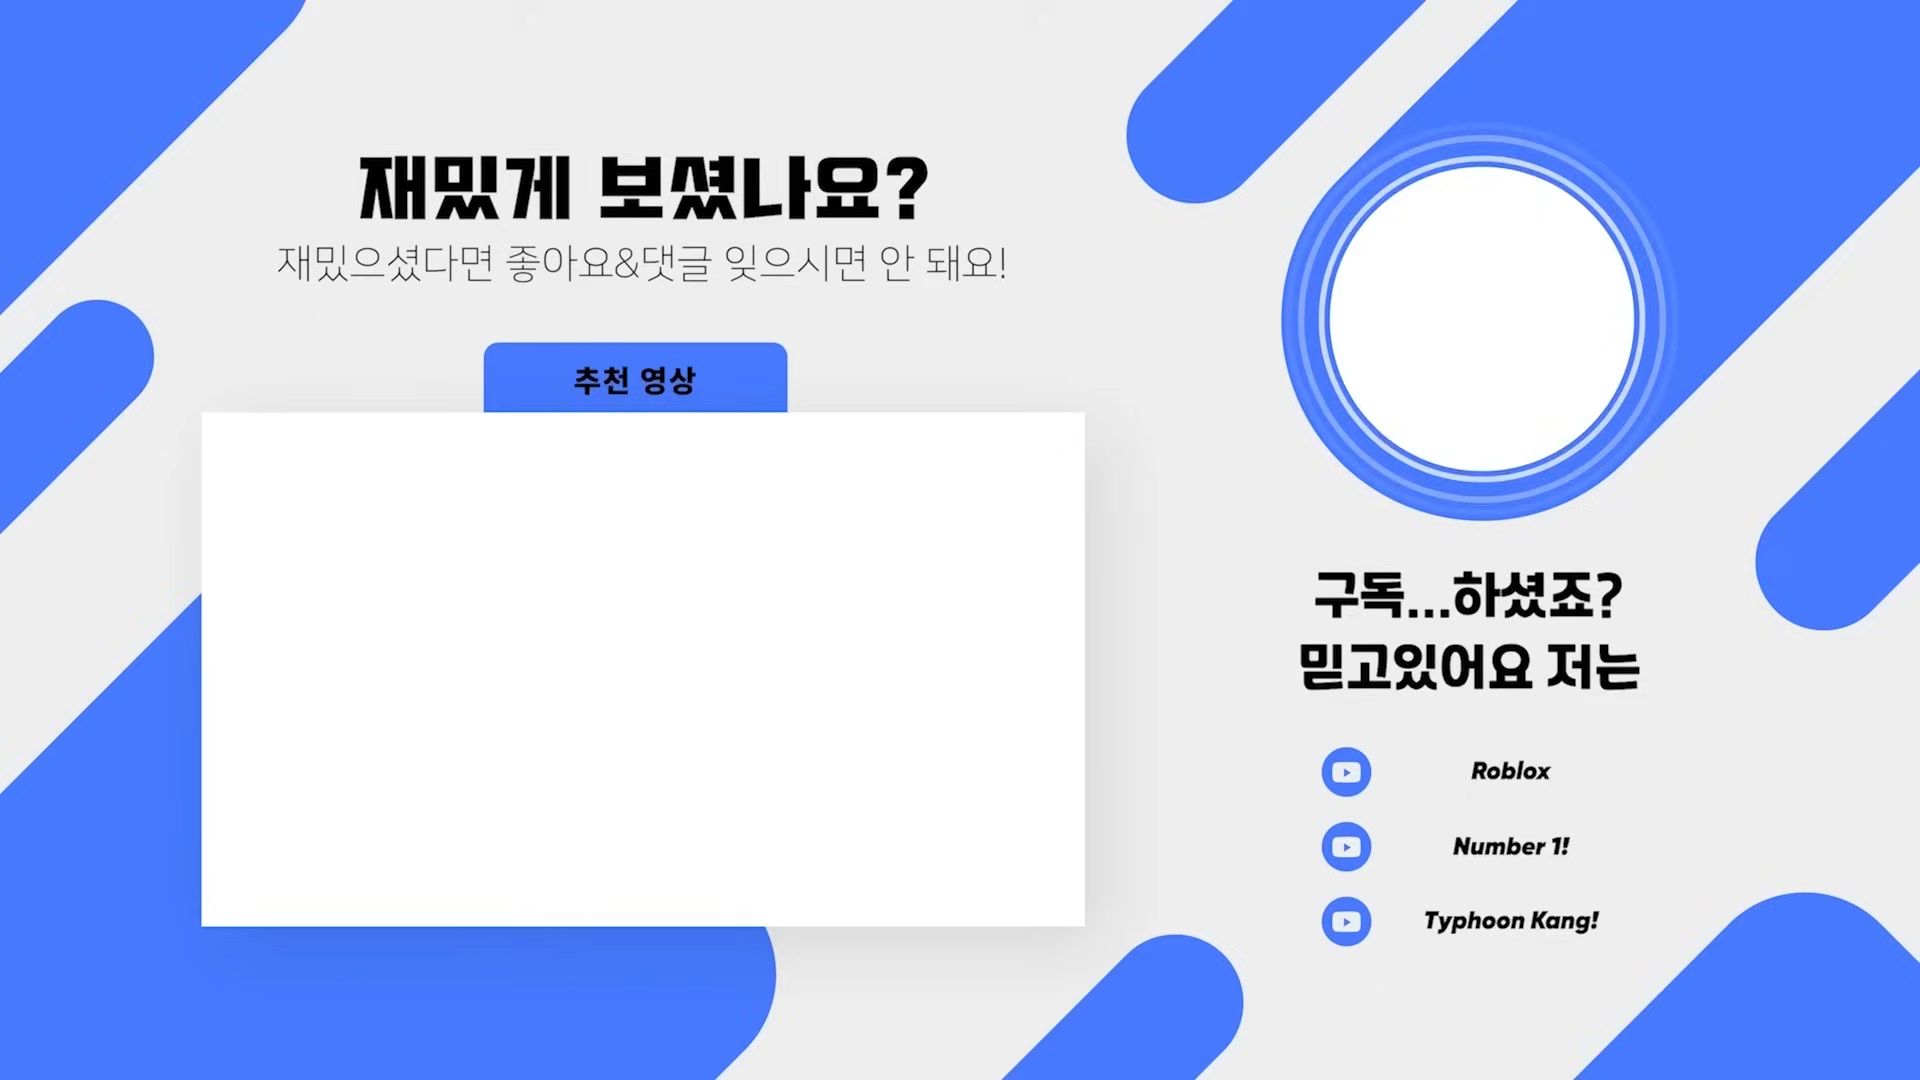 재밌게 보셨나요?
재밌으셨다면 좋아요&댓글 잊으시면 안 돼요!
추천 영상
구독...하셨죠?
믿고있어요 저는
Roblox
Number 1!
Typhoon Kang!